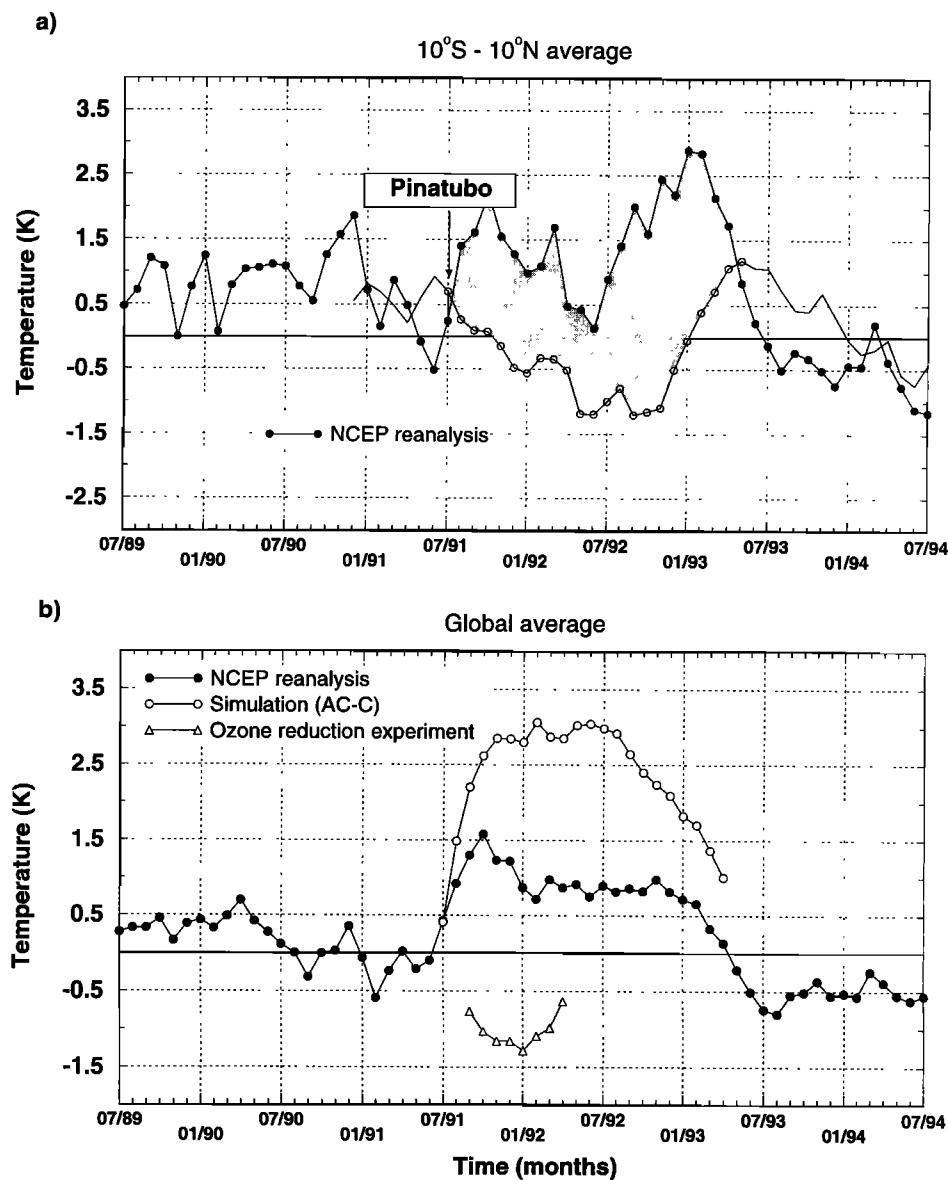 a)
10°S - 10°N average
3.5
2.5
1.5
0.5
-0.5
-1.5
-2.5
Temperature (K)
Pinatubo
NCEP reanalysis
07/89 07/90 07/91 07/92 07/93 07/94
01/90 01/91 01/92 01/93 01/94
b)
Global average
NCEP reanalysis
Simulation (AC-C)
Ozone reduction experiment
3.5
2.5
1.5
0.5
-0.5
-1.5
Temperature (K)
07/89 07/90 07/91 07/92 07/93 07/94
01/90 01/91 01/92 01/93 01/94
Time (months)